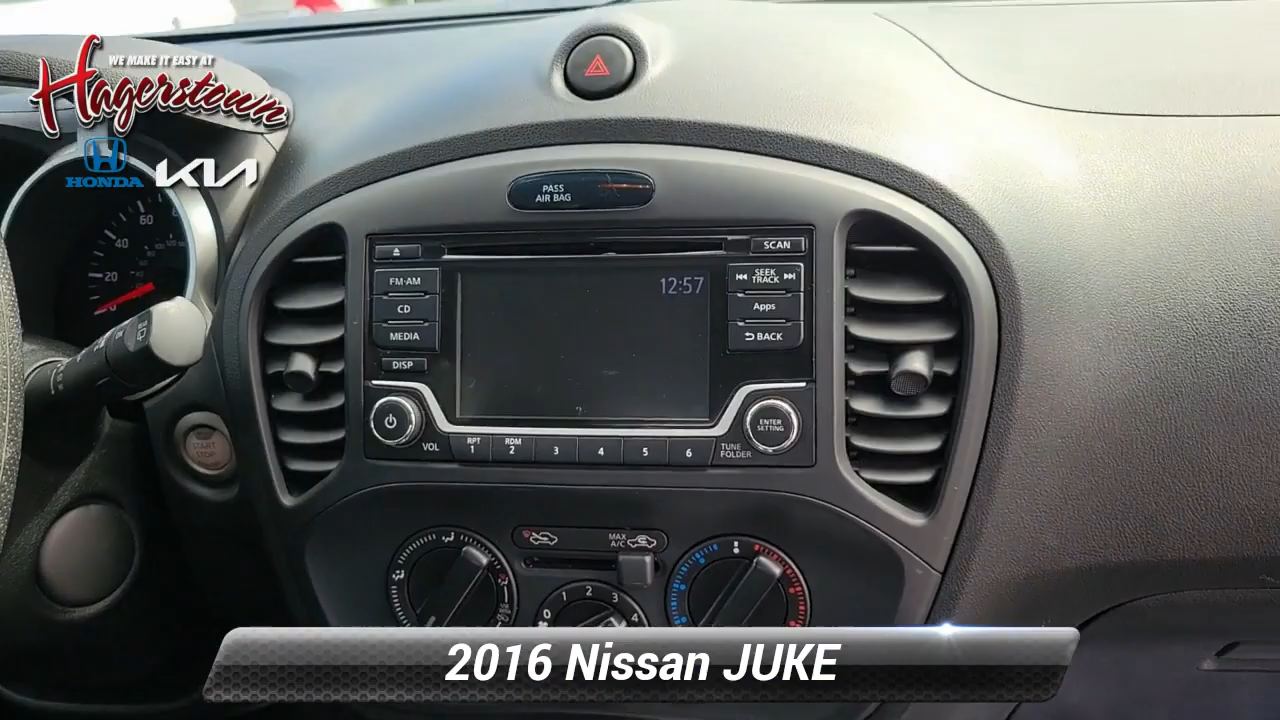 WE MAKE IT EASY AT
Hagerstown
HONDA KIA
PASS
AIR BAG
SCAN
FM·AM
SEEK
TRACK
12:57
CD
Apps
MEDIA
BACK
DISP
ENTER
SETTING
VOL
RPT
1
RDM
2
3
4
5
6
TUNE
FOLDER
START
STOP
60
40
20
0
MAX
A/C
0
1
2
3
4
2016 Nissan JUKE